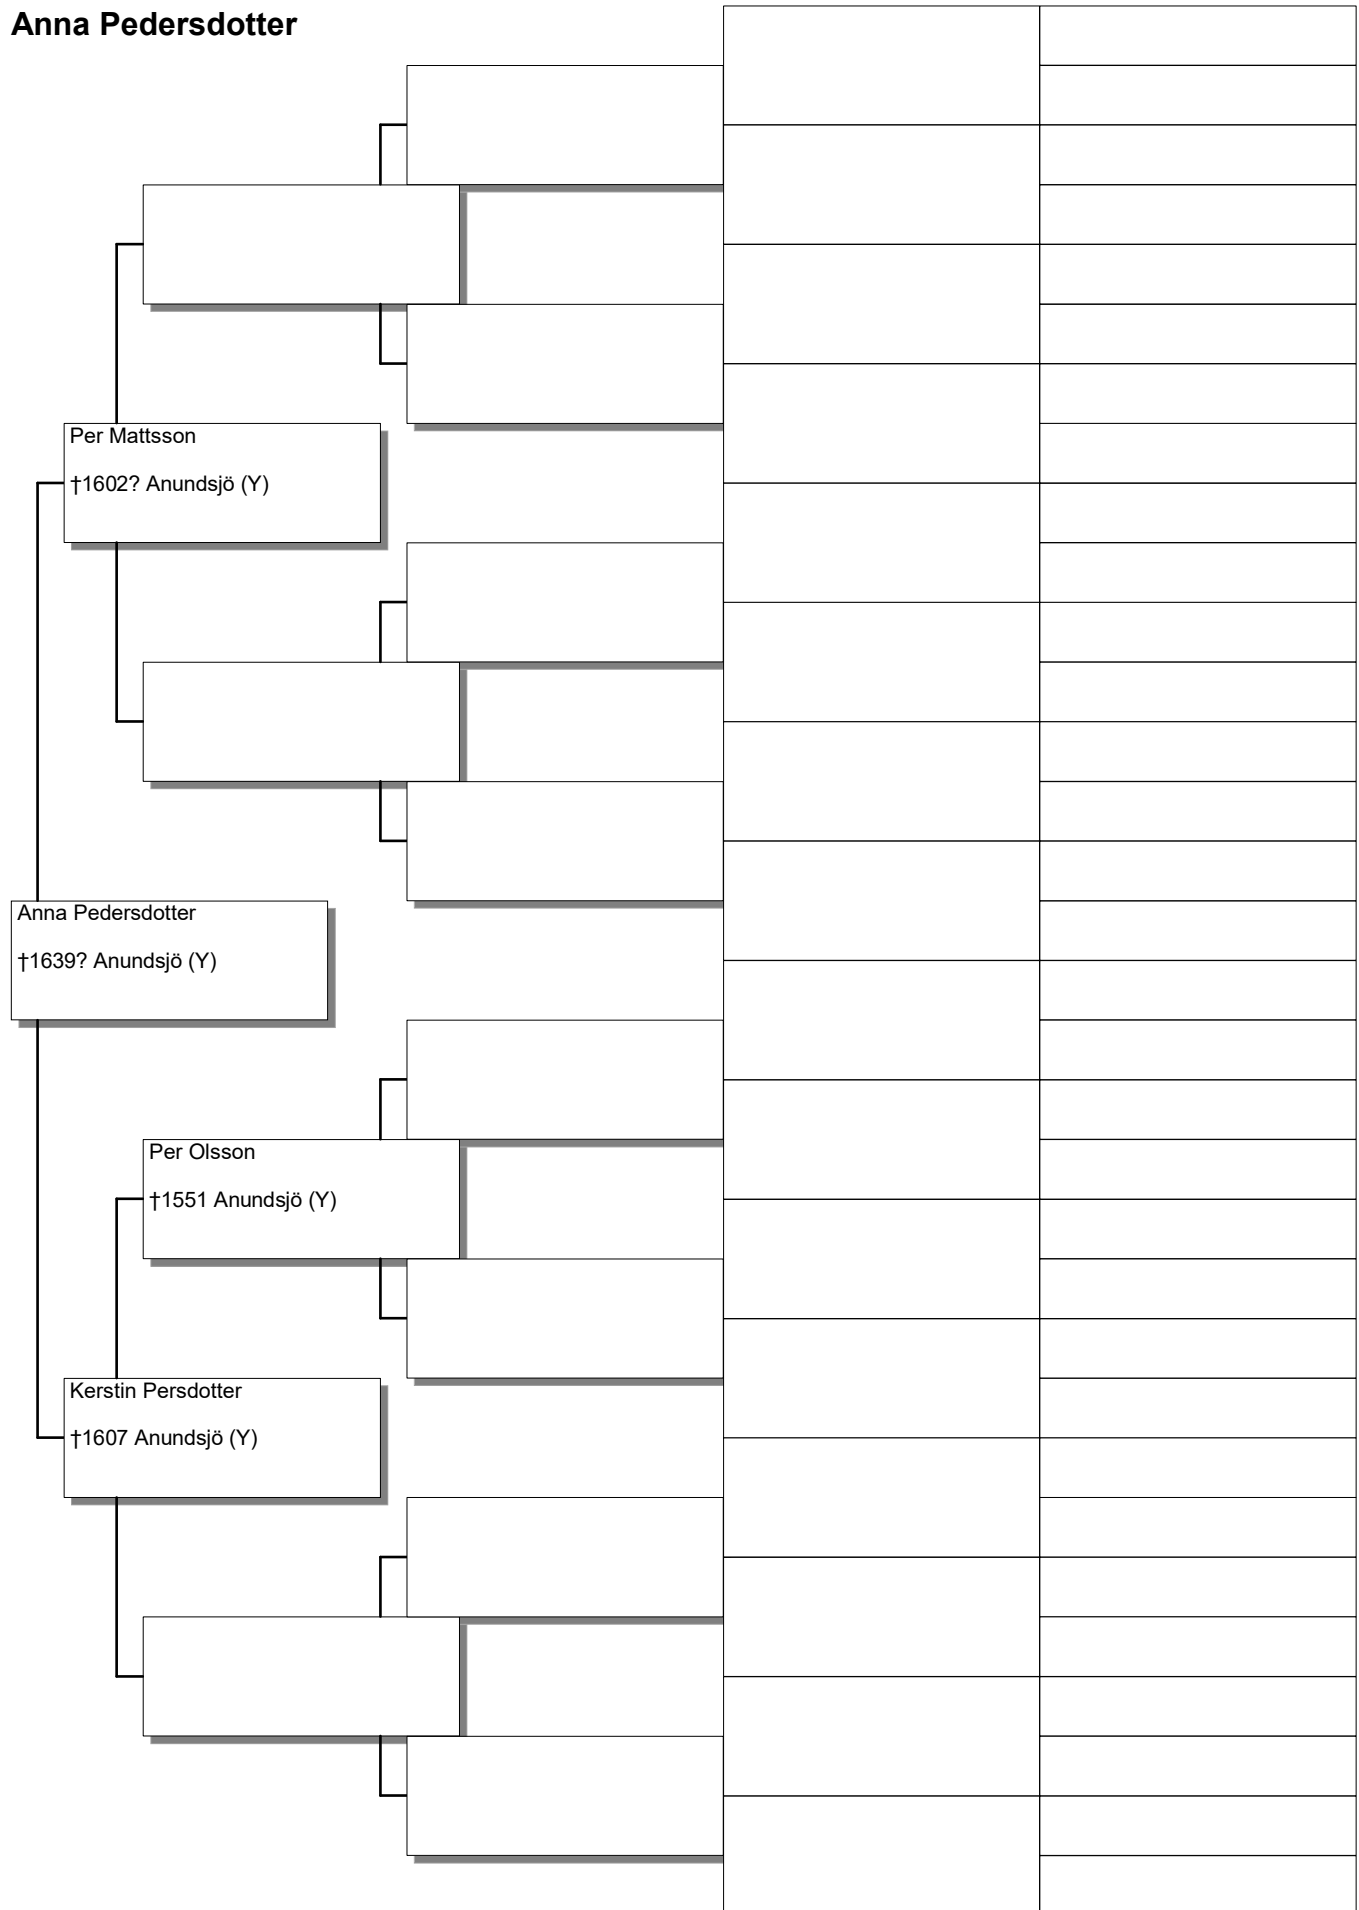 Anna Pedersdotter
Per Mattsson
†1602? Anundsjö (Y)
Anna Pedersdotter
†1639? Anundsjö (Y)
Per Olsson
†1551 Anundsjö (Y)
Kerstin Persdotter
†1607 Anundsjö (Y)